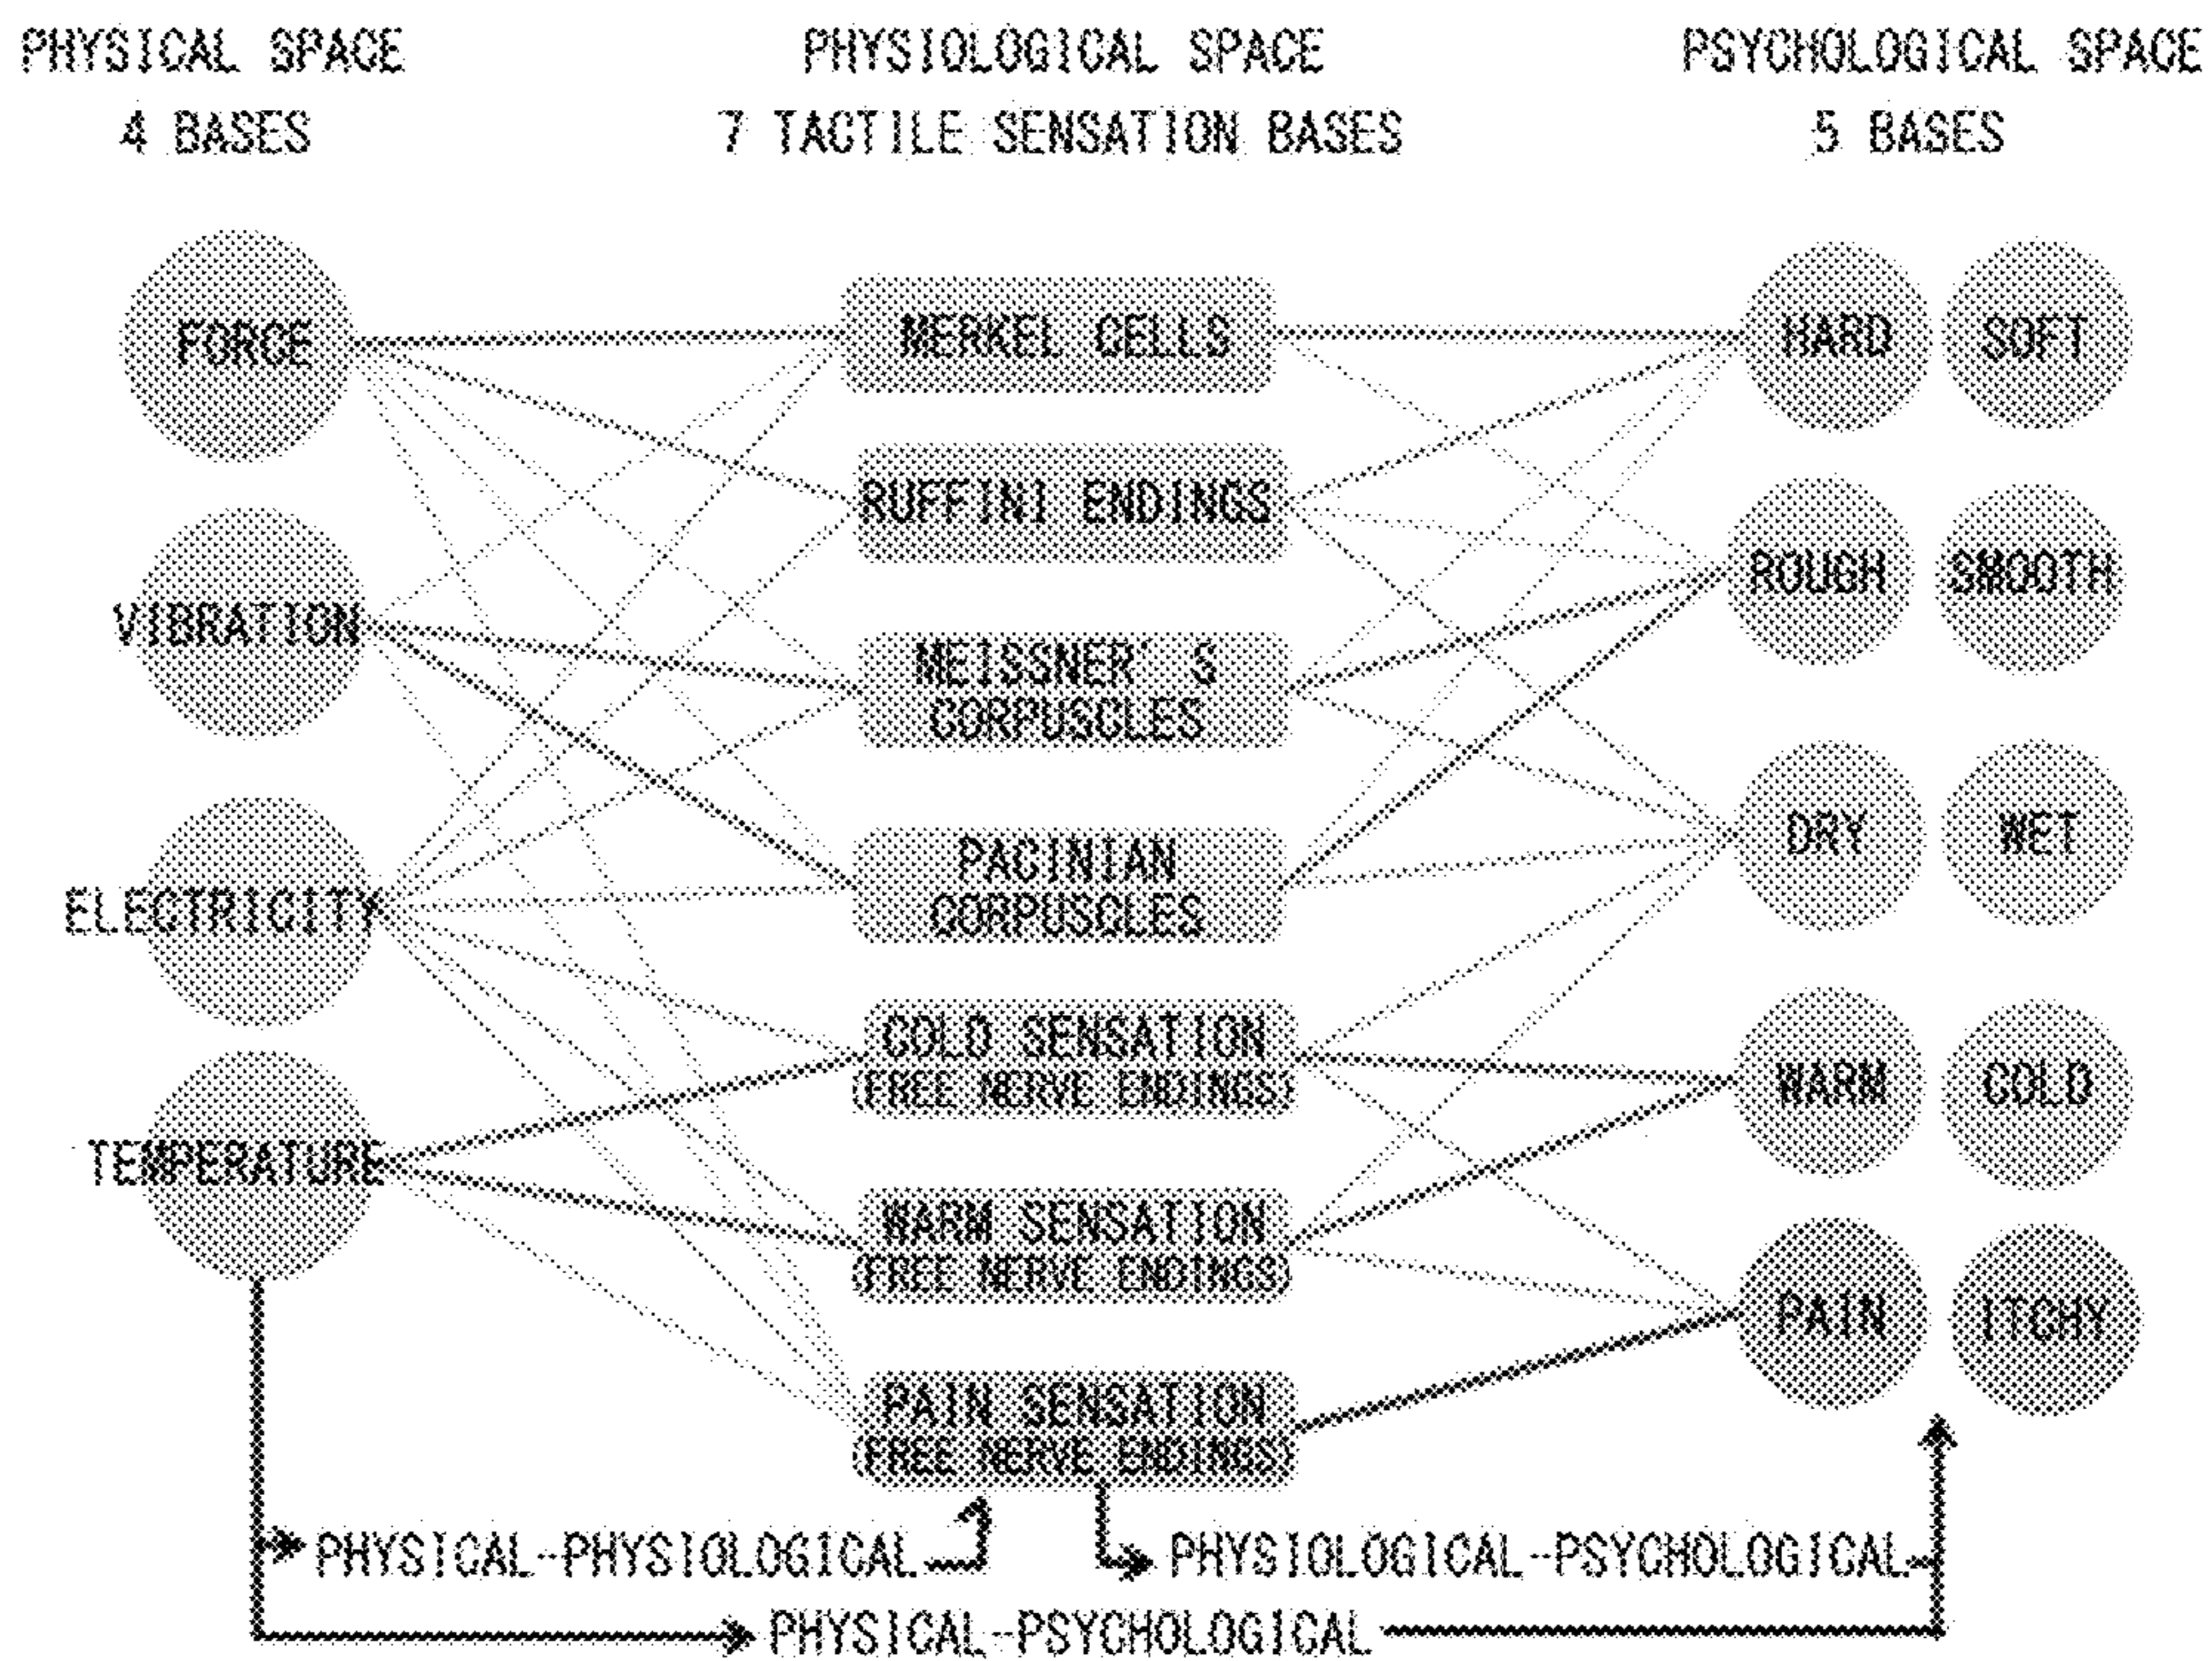 PHYSICAL SPACE
4 BASES
PHYSIOLOGICAL SPACE
7 TACTILE SENSATION BASES
PSYCHOLOGICAL SPACE
5 BASES
FORCE
VIBRATION
ELECTRICITY
TEMPERATURE
MERKEL CELLS
RUFFINI ENDINGS
MEISSNER'S
CORPUSCLES
PACINIAN
CORPUSCLES
COLD SENSATION
(FREE NERVE ENDINGS)
WARM SENSATION
(FREE NERVE ENDINGS)
PAIN SENSATION
(FREE NERVE ENDINGS)
HARD
SOFT
ROUGH
SMOOTH
DRY
WET
WARM
COLD
PAIN
ITCHY
PHYSICAL-PHYSIOLOGICAL
PHYSIOLOGICAL-PSYCHOLOGICAL
PHYSICAL-PSYCHOLOGICAL